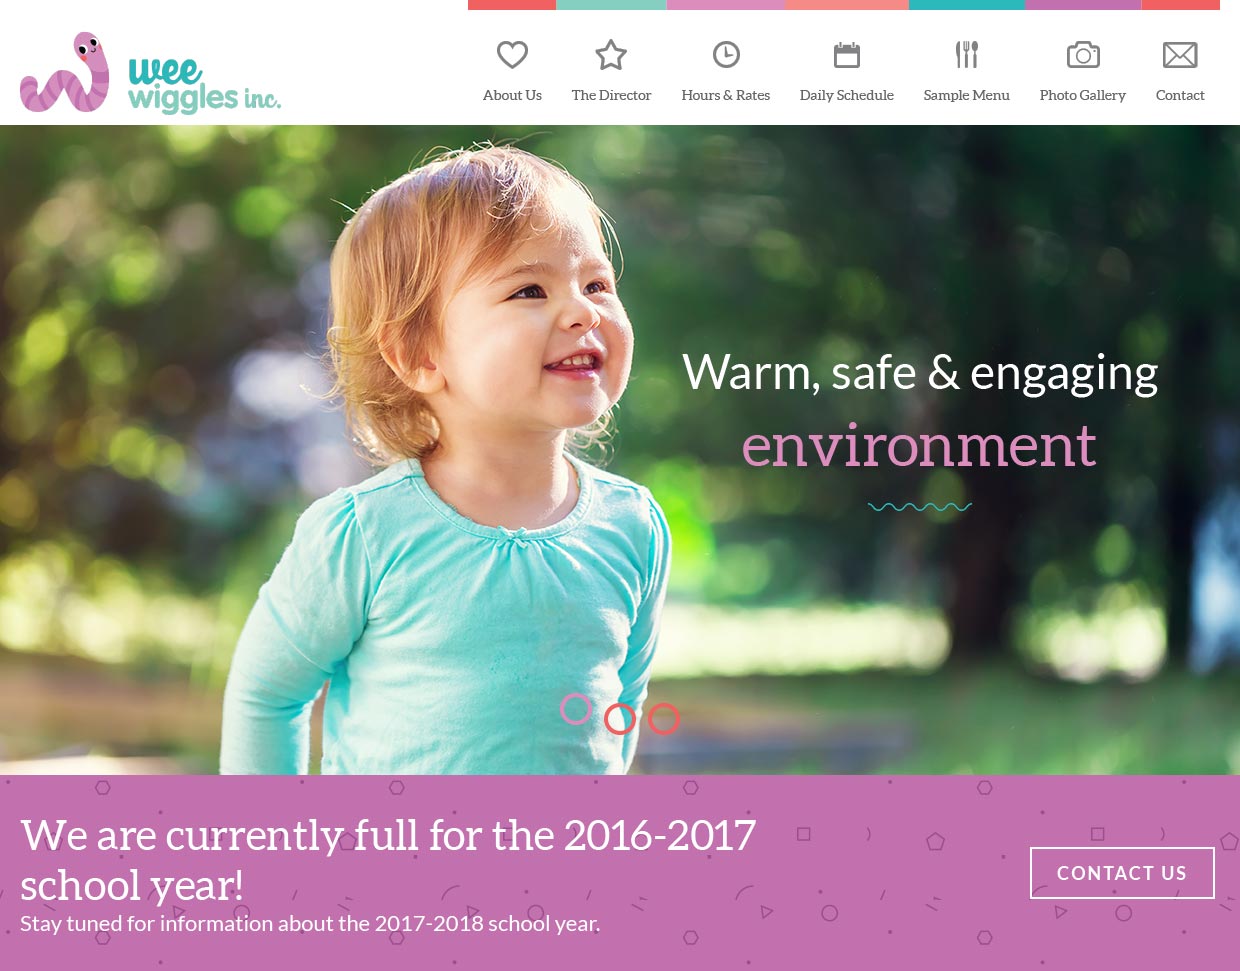 wee
wiggles inc.
About Us
The Director
Hours & Rates
Daily Schedule
Sample Menu
Photo Gallery
Contact
Warm, safe & engaging
environment
We are currently full for the 2016-2017
school year!
Stay tuned for information about the 2017-2018 school year.
CONTACT US